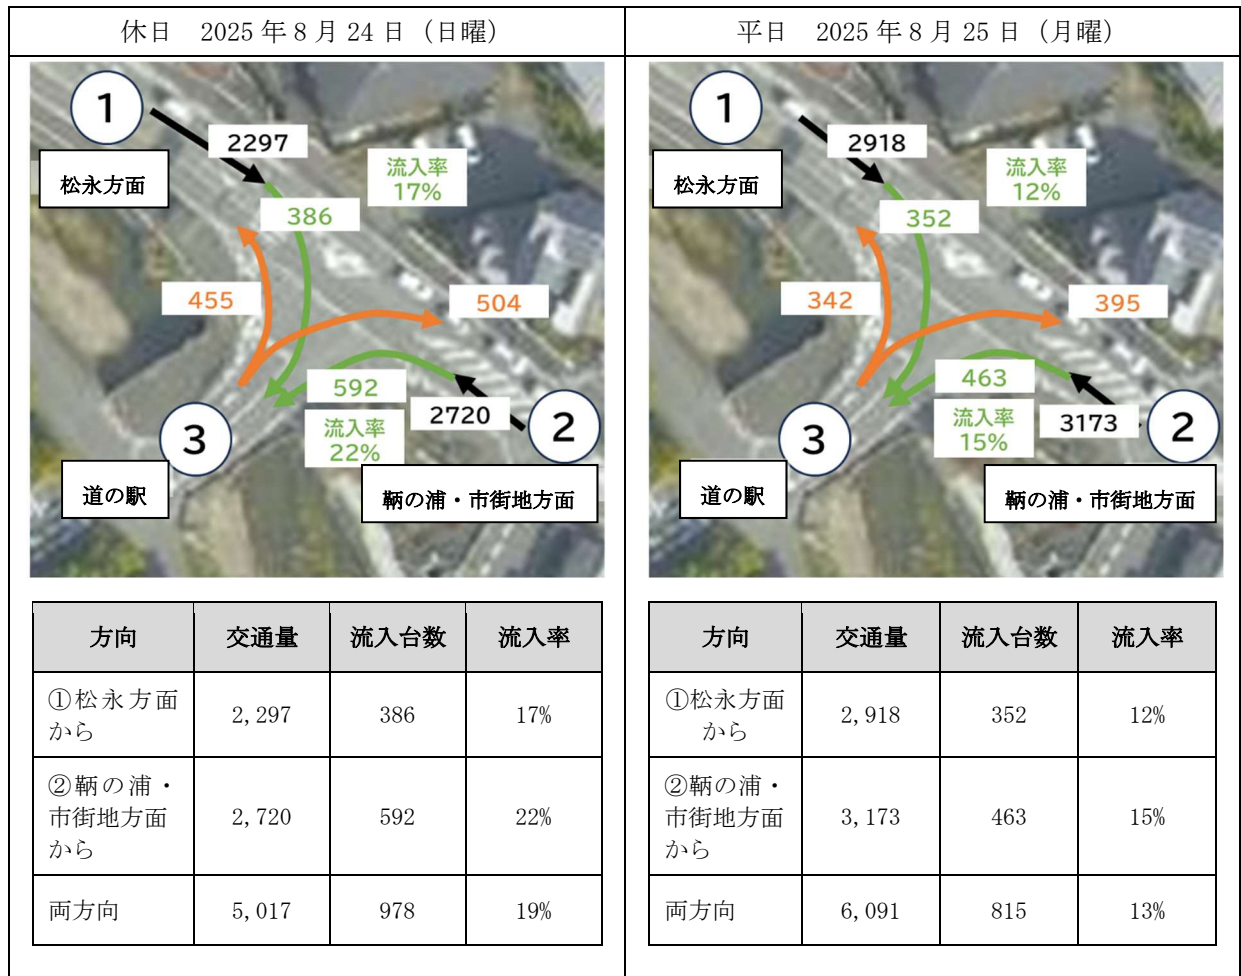 休日　2025年8月24日（日曜）
1
2297
松永方面
流入率
17%
386
455
504
592
流入率
22%
2720
2
3
道の駅
鞆の浦・市街地方面
方向 交通量 流入台数 流入率
①松永方面
から
2,297 386 17%
②鞆の浦・
市街地方面
から
2,720 592 22%
両方向 5,017 978 19%
平日　2025年8月25日（月曜）
1
2918
松永方面
流入率
12%
352
342
395
463
流入率
15%
3173
2
3
道の駅
鞆の浦・市街地方面
方向 交通量 流入台数 流入率
①松永方面
から
2,918 352 12%
②鞆の浦・
市街地方面
から
3,173 463 15%
両方向 6,091 815 13%